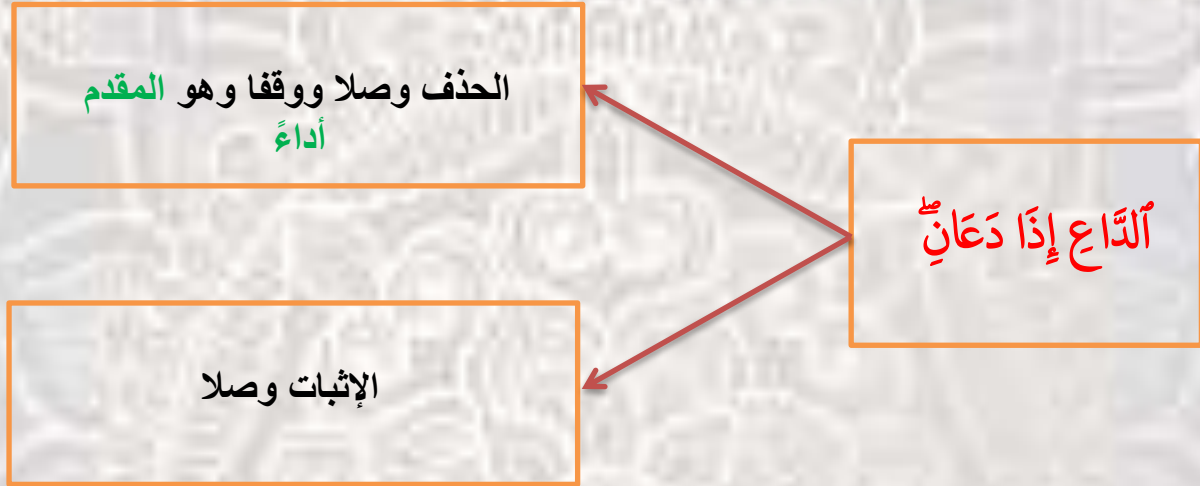 ٱلدَّاعِ إِذَا دَعَانِۖ
الحذف وصلا ووقفا وهو المقدم
أداءً
الإثبات وصلا